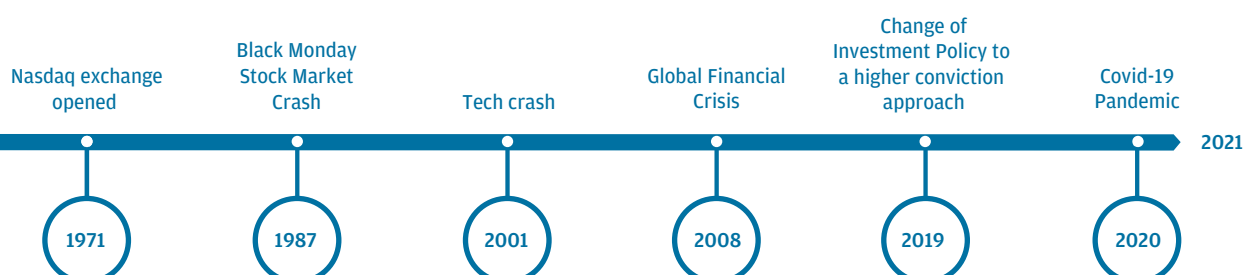 Nasdaq exchange
opened
Black Monday
Stock Market
Crash
Tech crash
Global Financial
Crisis
Change of
Investment Policy to
a higher conviction
approach
Covid-19
Pandemic
2021
1971
1987
2001
2008
2019
2020